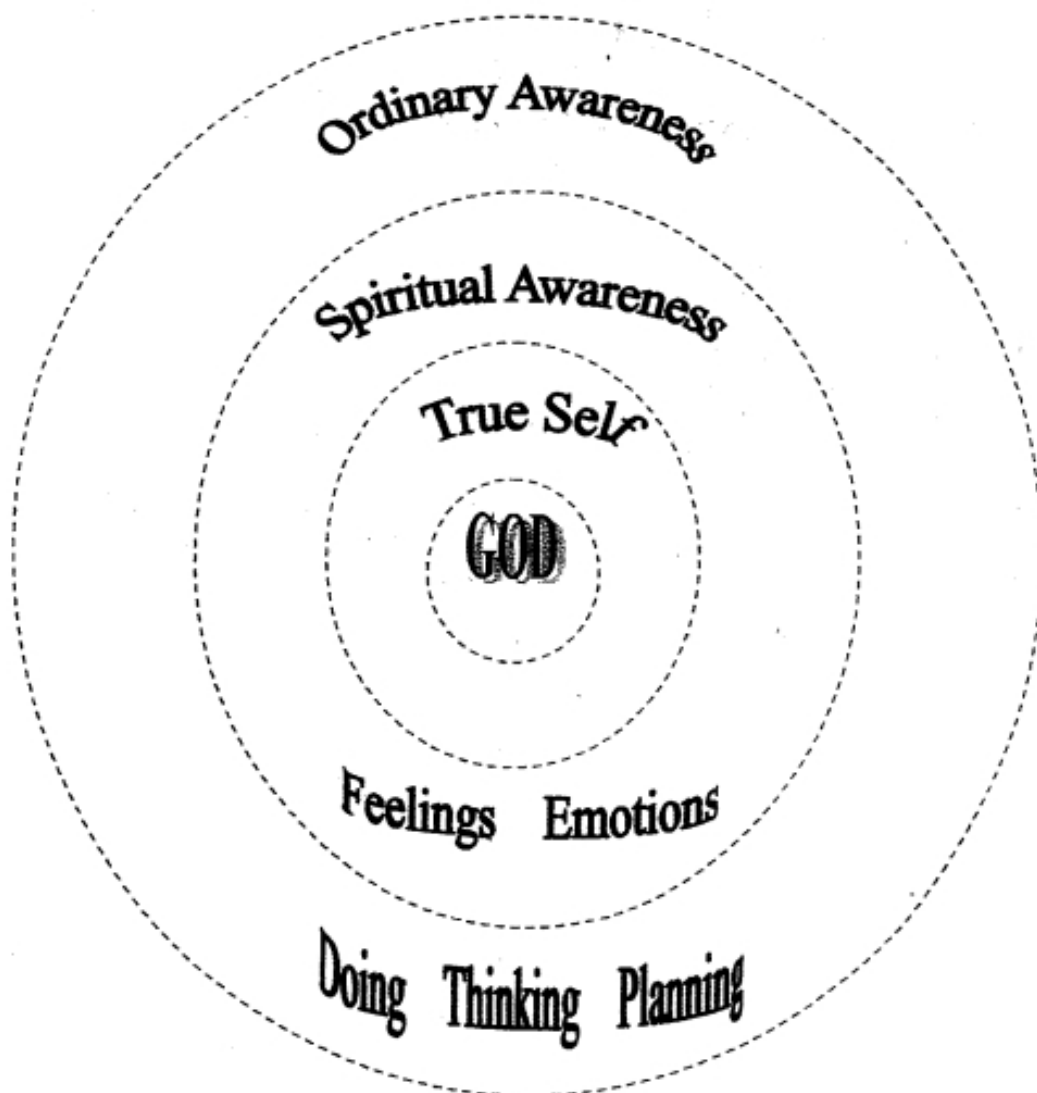 Ordinary Awareness
Spiritual Awareness
True Self
GOD
Feelings Emotions
Doing Thinking Planning